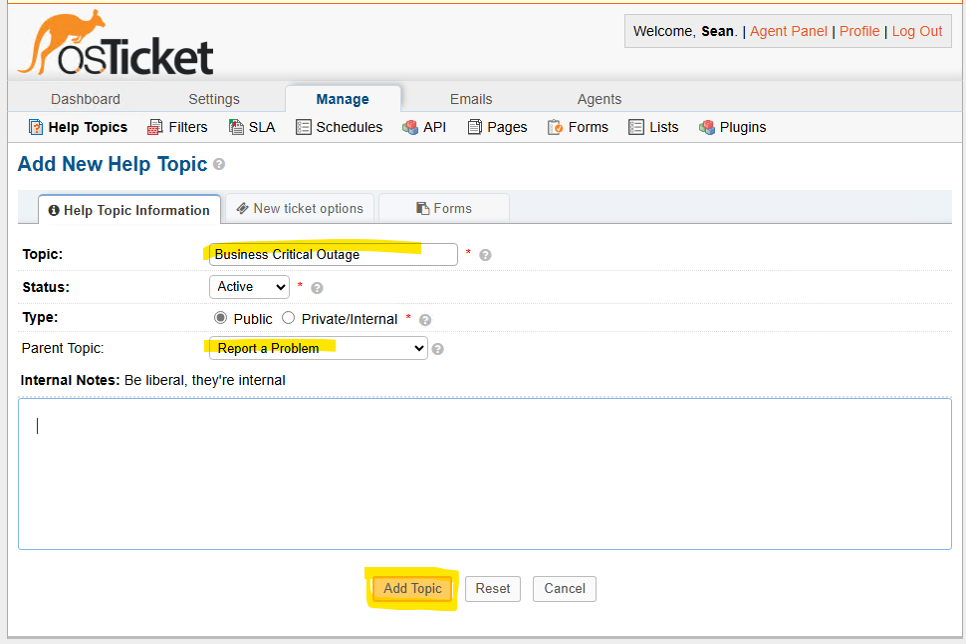 osTicket
Welcome, Sean. | Agent Panel | Profile | Log Out
Dashboard Settings Manage Emails Agents
Help Topics Filters SLA Schedules API Pages Forms Lists Plugins
Add New Help Topic ?
Help Topic Information New ticket options Forms
Topic: Business Critical Outage * ?
Status: Active * ?
Type: Public Private/Internal * ?
Parent Topic: Report a Problem ?
Internal Notes: Be liberal, they're internal
Add Topic Reset Cancel